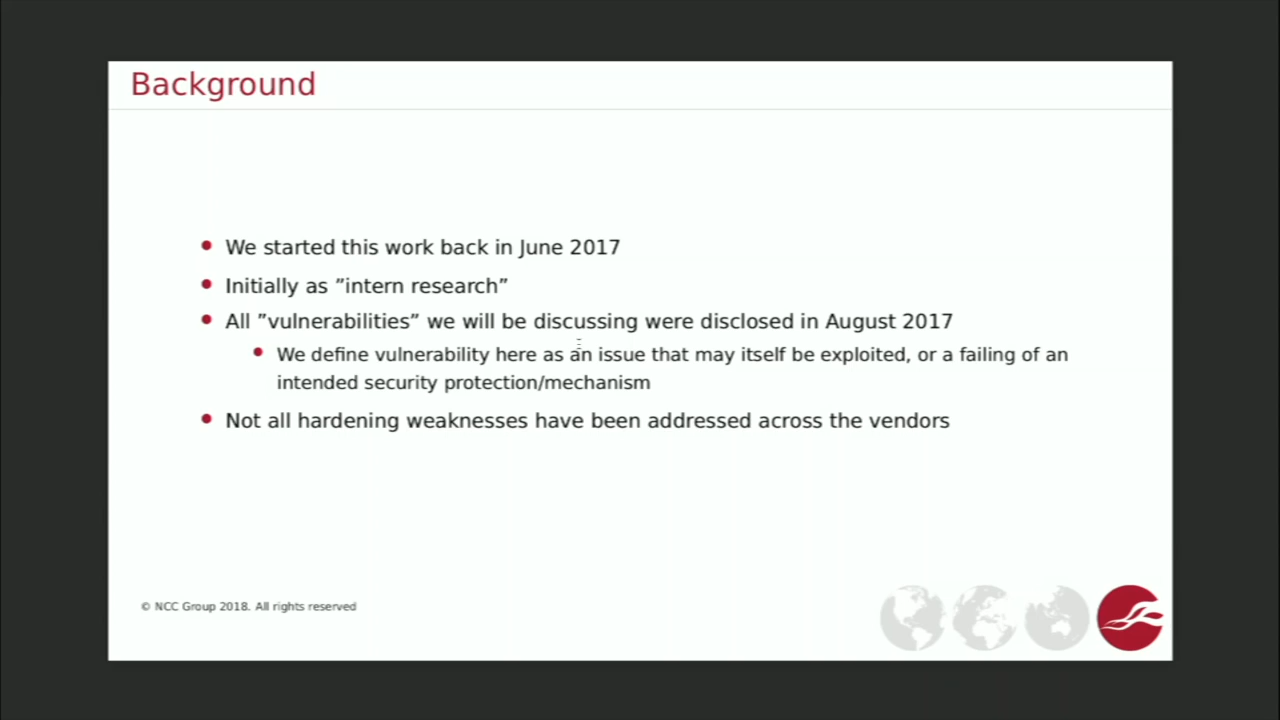 Background
We started this work back in June 2017
Initially as ”intern research”
All ”vulnerabilities” we will be discussing were disclosed in August 2017
We define vulnerability here as an issue that may itself be exploited, or a failing of an
intended security protection/mechanism
Not all hardening weaknesses have been addressed across the vendors
© NCC Group 2018. All rights reserved